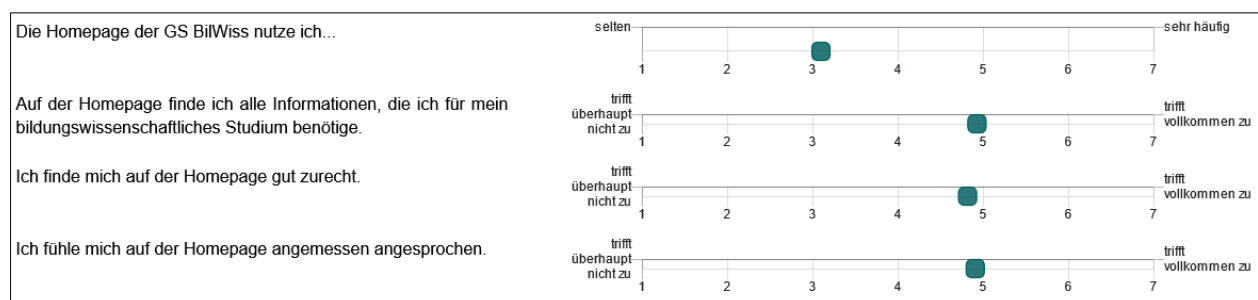 Die Homepage der GS BilWiss nutze ich...
selten
sehr häufig
1 2 3 4 5 6 7
Auf der Homepage finde ich alle Informationen, die ich für mein
bildungswissenschaftliches Studium benötige.
trifft
überhaupt
nicht zu
trifft
vollkommen zu
1 2 3 4 5 6 7
Ich finde mich auf der Homepage gut zurecht.
trifft
überhaupt
nicht zu
trifft
vollkommen zu
1 2 3 4 5 6 7
Ich fühle mich auf der Homepage angemessen angesprochen.
trifft
überhaupt
nicht zu
trifft
vollkommen zu
1 2 3 4 5 6 7